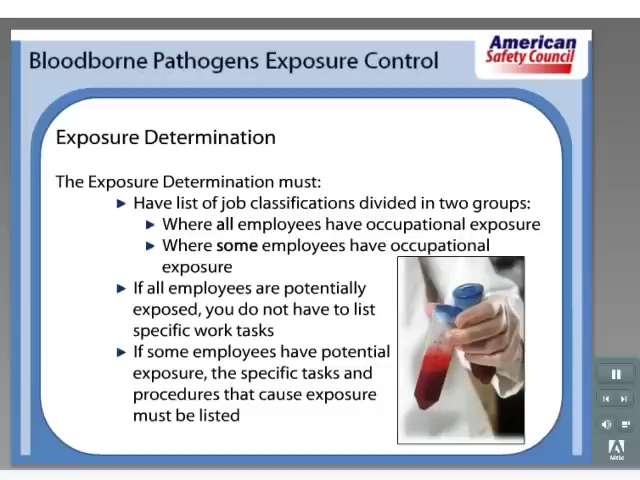 American
Safety Council
Bloodborne Pathogens Exposure Control
Exposure Determination
The Exposure Determination must:
Have list of job classifications divided in two groups:
Where all employees have occupational exposure
Where some employees have occupational
exposure
If all employees are potentially
exposed, you do not have to list
specific work tasks
If some employees have potential
exposure, the specific tasks and
procedures that cause exposure
must be listed
Adobe